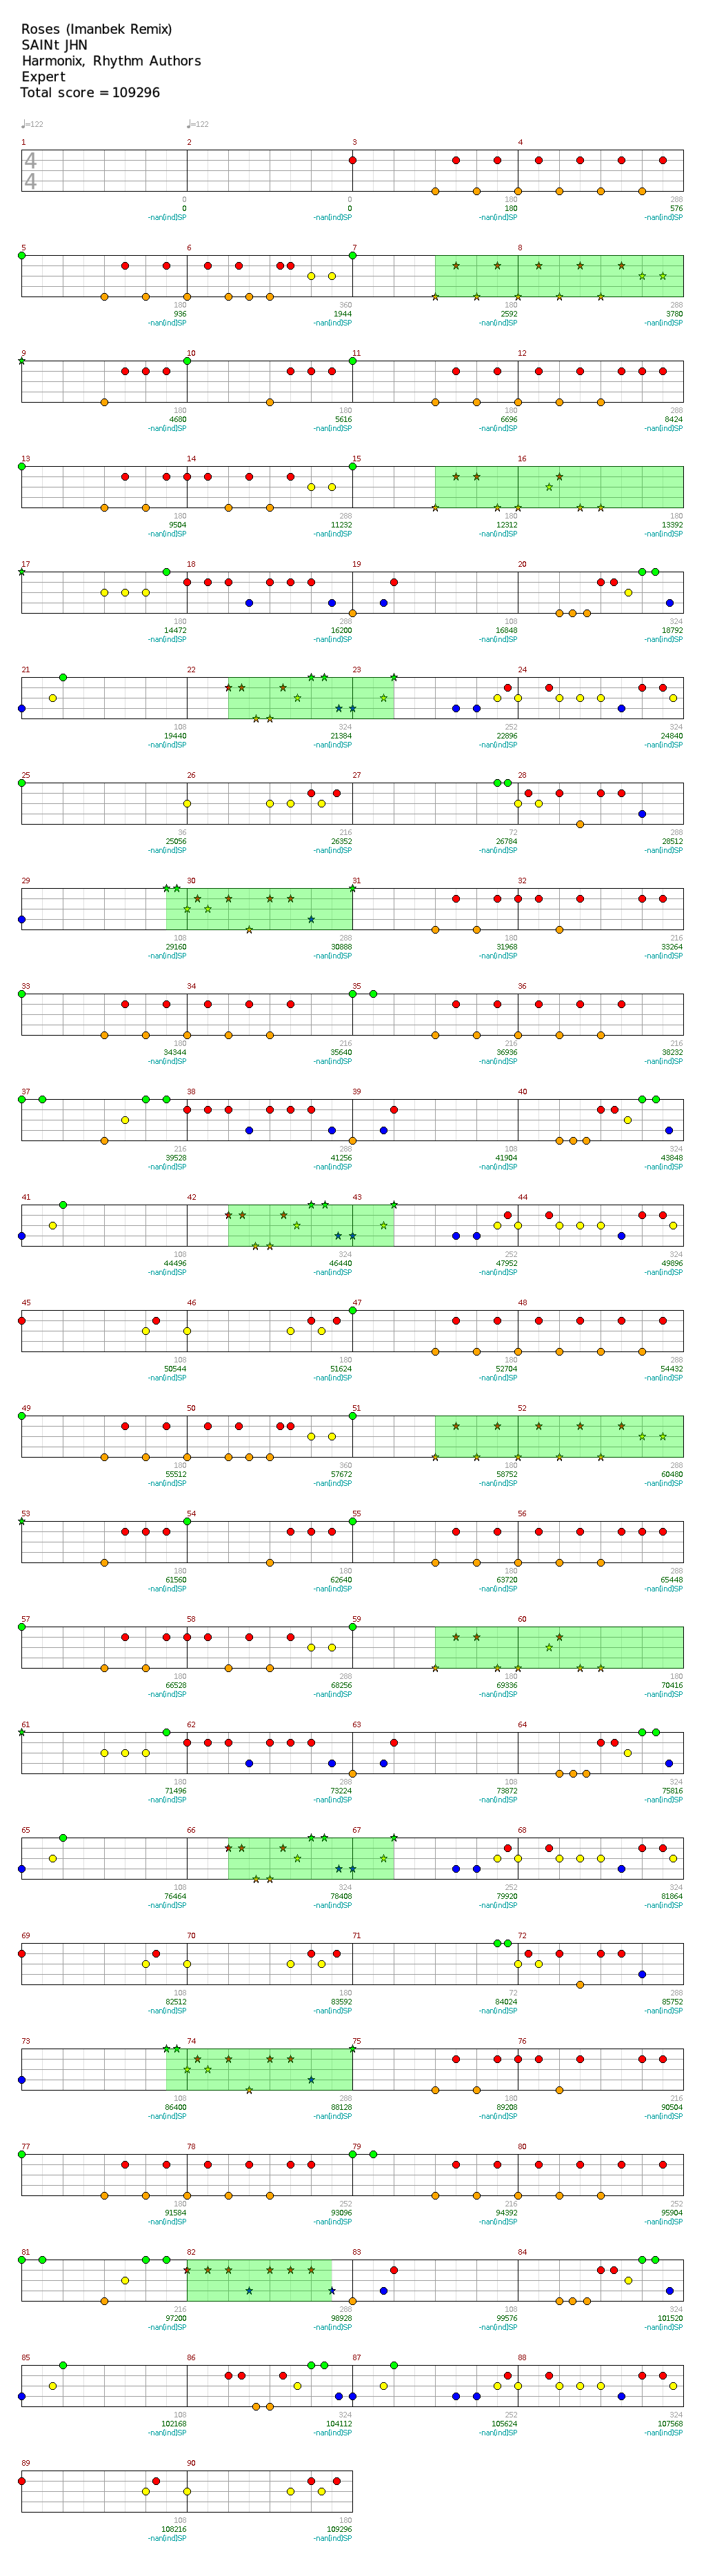 Roses (Imanbek Remix)
SAINt JHN
Harmonix, Rhythm Authors
Expert
Total score = 109296
♩=122 ♩=122
1 2 3 4
4
4
0 0 180 288
0 0 180 576
-nan(ind)SP -nan(ind)SP -nan(ind)SP -nan(ind)SP
5 6 7 8
180 360 180 288
936 1944 2592 3780
-nan(ind)SP -nan(ind)SP -nan(ind)SP -nan(ind)SP
9 10 11 12
180 180 180 288
4680 5616 6696 8424
-nan(ind)SP -nan(ind)SP -nan(ind)SP -nan(ind)SP
13 14 15 16
180 288 180 180
9504 11232 12312 13392
-nan(ind)SP -nan(ind)SP -nan(ind)SP -nan(ind)SP
17 18 19 20
180 288 108 324
14472 16200 16848 18792
-nan(ind)SP -nan(ind)SP -nan(ind)SP -nan(ind)SP
21 22 23 24
108 324 252 324
19440 21384 22896 24840
-nan(ind)SP -nan(ind)SP -nan(ind)SP -nan(ind)SP
25 26 27 28
36 216 72 288
25056 26352 26784 28512
-nan(ind)SP -nan(ind)SP -nan(ind)SP -nan(ind)SP
29 30 31 32
108 288 180 216
29160 30888 31968 33264
-nan(ind)SP -nan(ind)SP -nan(ind)SP -nan(ind)SP
33 34 35 36
180 216 216 216
34344 35640 36936 38232
-nan(ind)SP -nan(ind)SP -nan(ind)SP -nan(ind)SP
37 38 39 40
216 288 108 324
39528 41256 41904 43848
-nan(ind)SP -nan(ind)SP -nan(ind)SP -nan(ind)SP
41 42 43 44
108 324 252 324
44496 46440 47952 49896
-nan(ind)SP -nan(ind)SP -nan(ind)SP -nan(ind)SP
45 46 47 48
108 180 180 288
50544 51624 52704 54432
-nan(ind)SP -nan(ind)SP -nan(ind)SP -nan(ind)SP
49 50 51 52
180 360 180 288
55512 57672 58752 60480
-nan(ind)SP -nan(ind)SP -nan(ind)SP -nan(ind)SP
53 54 55 56
180 180 180 288
61560 62640 63720 65448
-nan(ind)SP -nan(ind)SP -nan(ind)SP -nan(ind)SP
57 58 59 60
180 288 180 180
66528 68256 69336 70416
-nan(ind)SP -nan(ind)SP -nan(ind)SP -nan(ind)SP
61 62 63 64
180 288 108 324
71496 73224 73872 75816
-nan(ind)SP -nan(ind)SP -nan(ind)SP -nan(ind)SP
65 66 67 68
108 324 252 324
76464 78408 79920 81864
-nan(ind)SP -nan(ind)SP -nan(ind)SP -nan(ind)SP
69 70 71 72
108 180 72 288
82512 83592 84024 85752
-nan(ind)SP -nan(ind)SP -nan(ind)SP -nan(ind)SP
73 74 75 76
108 288 180 216
86400 88128 89208 90504
-nan(ind)SP -nan(ind)SP -nan(ind)SP -nan(ind)SP
77 78 79 80
180 252 216 252
91584 93096 94392 95904
-nan(ind)SP -nan(ind)SP -nan(ind)SP -nan(ind)SP
81 82 83 84
216 288 108 324
97200 98928 99576 101520
-nan(ind)SP -nan(ind)SP -nan(ind)SP -nan(ind)SP
85 86 87 88
108 324 252 324
102168 104112 105624 107568
-nan(ind)SP -nan(ind)SP -nan(ind)SP -nan(ind)SP
89 90
108 180
108216 109296
-nan(ind)SP -nan(ind)SP